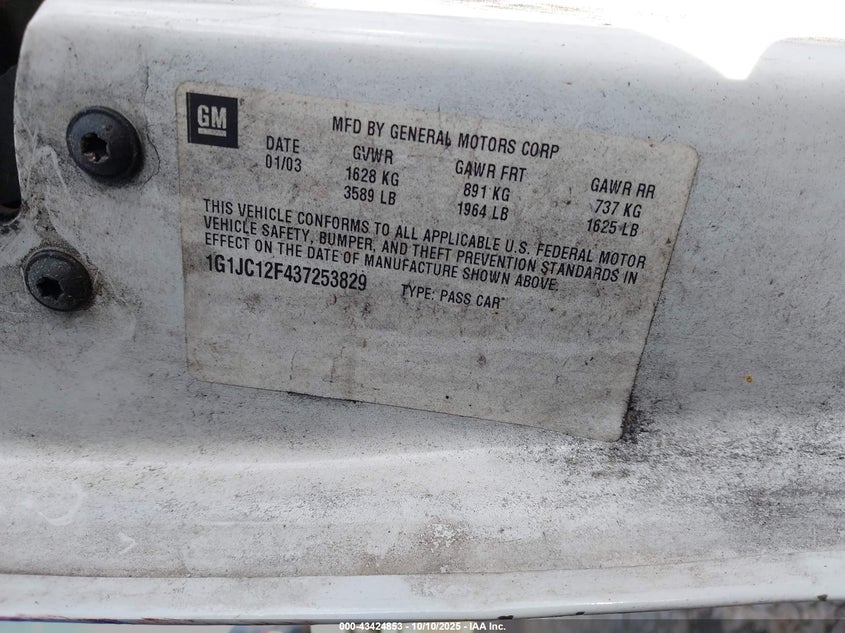 GM
MFD BY GENERAL MOTORS CORP
DATE GVWR GAWR FRT GAWR RR
01/03 1628 KG 891 KG 737 KG
3589 LB 1964 LB 1625 LB
THIS VEHICLE CONFORMS TO ALL APPLICABLE U.S. FEDERAL MOTOR
VEHICLE SAFETY, BUMPER, AND THEFT PREVENTION STANDARDS IN
EFFECT ON THE DATE OF MANUFACTURE SHOWN ABOVE.
1G1JC12F437253829 TYPE: PASS CAR
000-43424853 - 10/10/2025 - IAA Inc.